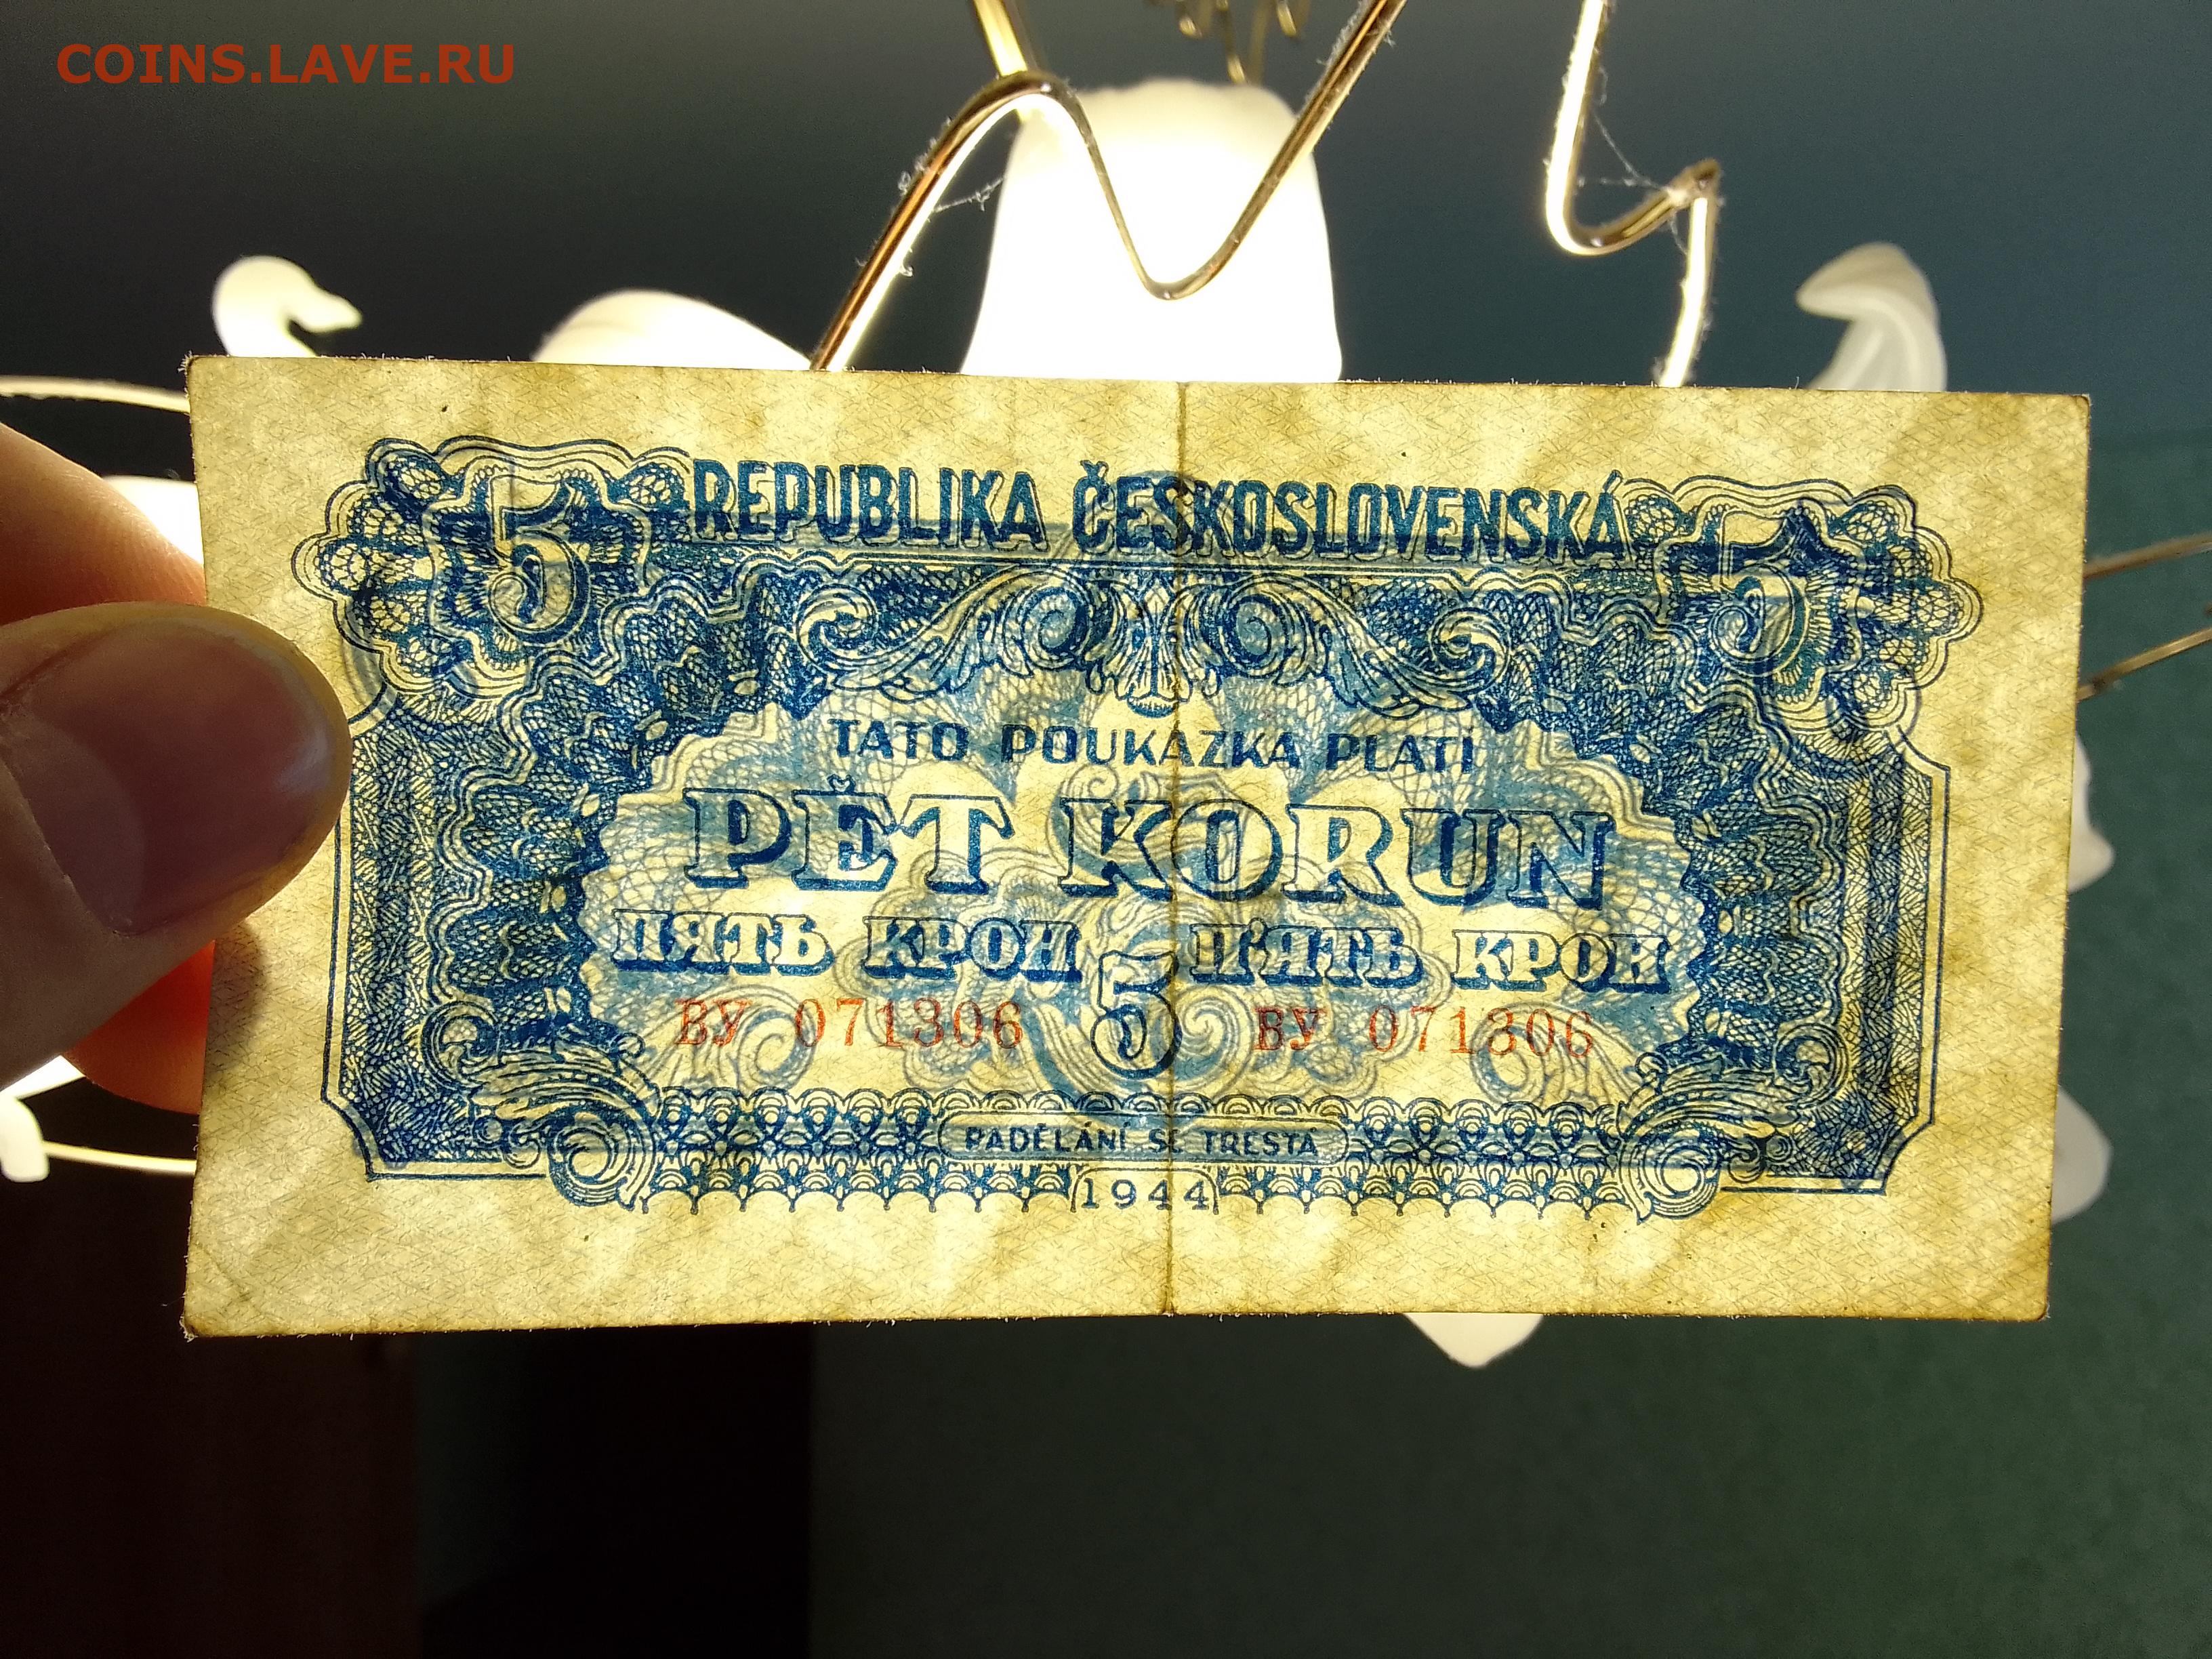 COINS.LAVE.RU
5 REPUBLIKA ČESKOSLOVENSKÁ 5
TATO POUKÁZKA PLATÍ
PĚT KORUN
ПЯТЬ КРОН П'ЯТЬ КРОН
ВУ 071306 5 ВУ 071306
PADĚLÁNÍ SE TRESTÁ
1944